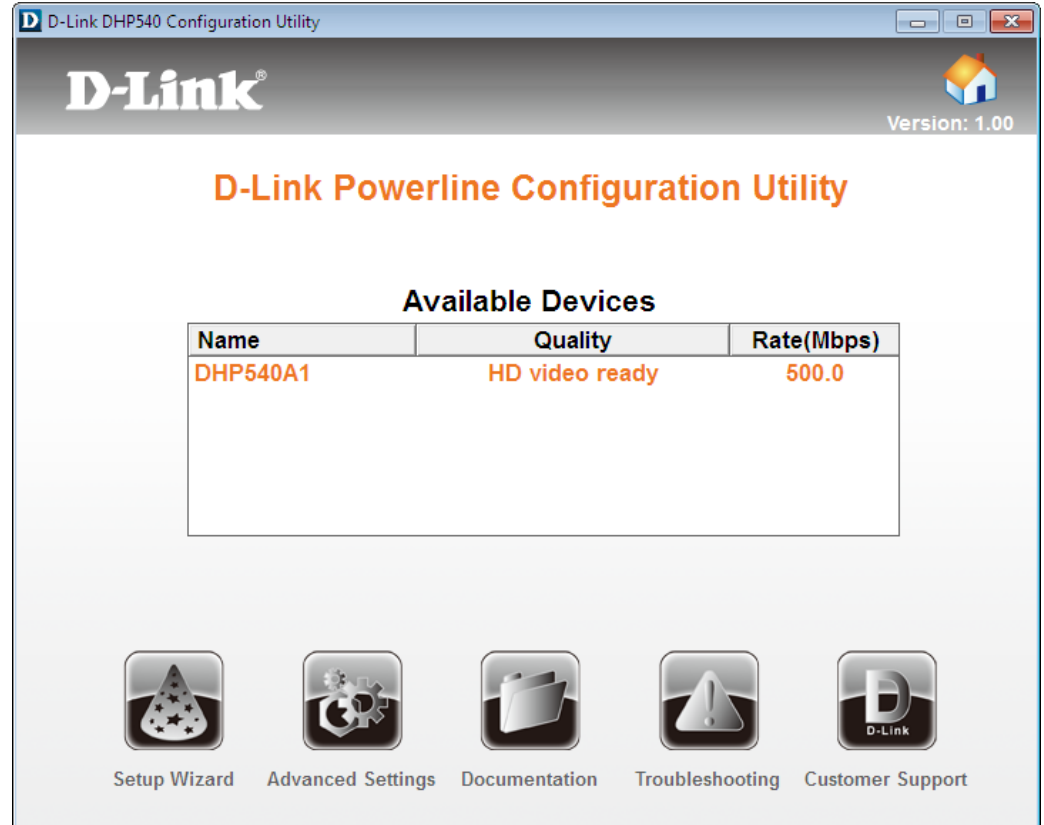 D D-Link DHP540 Configuration Utility
D-Link®
Version: 1.00
D-Link Powerline Configuration Utility
Available Devices
Name Quality Rate(Mbps)
DHP540A1 HD video ready 500.0
D
D-Link
Setup Wizard Advanced Settings Documentation Troubleshooting Customer Support